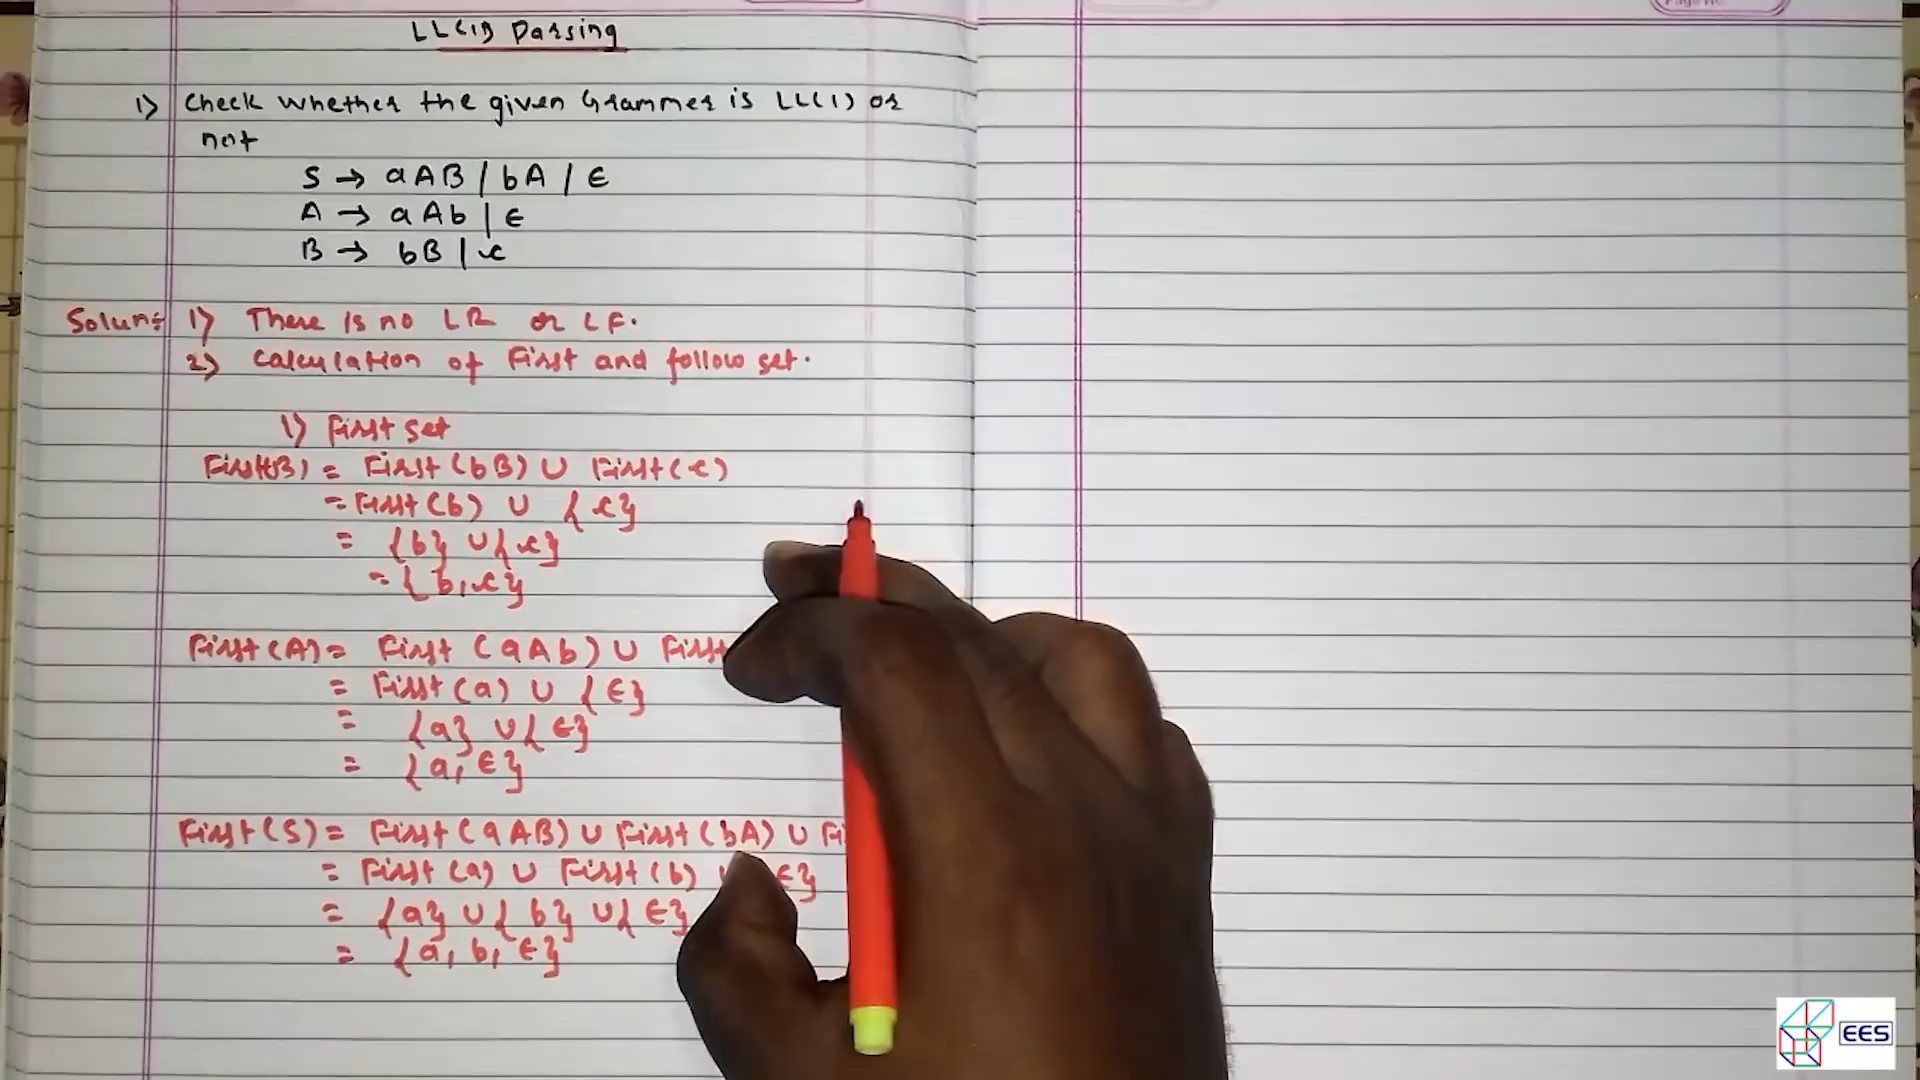 LL(1) Parsing
1) Check whether the given Grammer is LL(1) or
not
S → aAB | bA | ε
A → aAb | ε
B → bB | c
Solun: 1) There is no LR or LF.
2) Calculation of First and follow set.
1) First set
First(B) = First(bB) ∪ First(c)
= First(b) ∪ {c}
= {b} ∪ {c}
= {b, c}
First(A) = First(aAb) ∪ First
= First(a) ∪ {ε}
= {a} ∪ {ε}
= {a, ε}
First(S) = First(aAB) ∪ First(bA) ∪
= First(a) ∪ First(b) ε}
= {a} ∪ {b} ∪ {ε}
= {a, b, ε}
EES